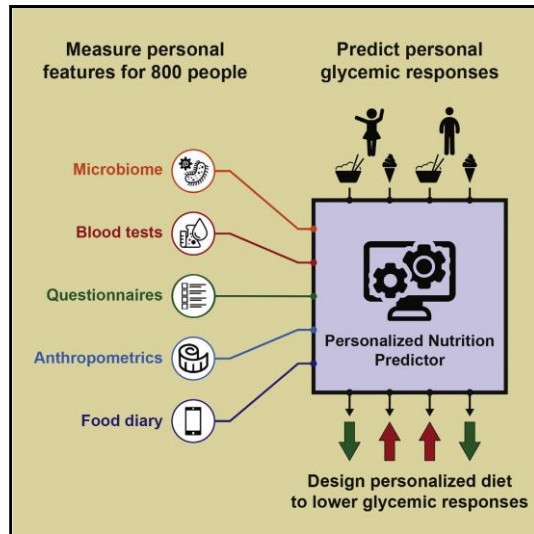 Measure personal
features for 800 people
Predict personal
glycemic responses
Microbiome
Blood tests
Questionnaires
Anthropometrics
Food diary
Personalized Nutrition
Predictor
Design personalized diet
to lower glycemic responses